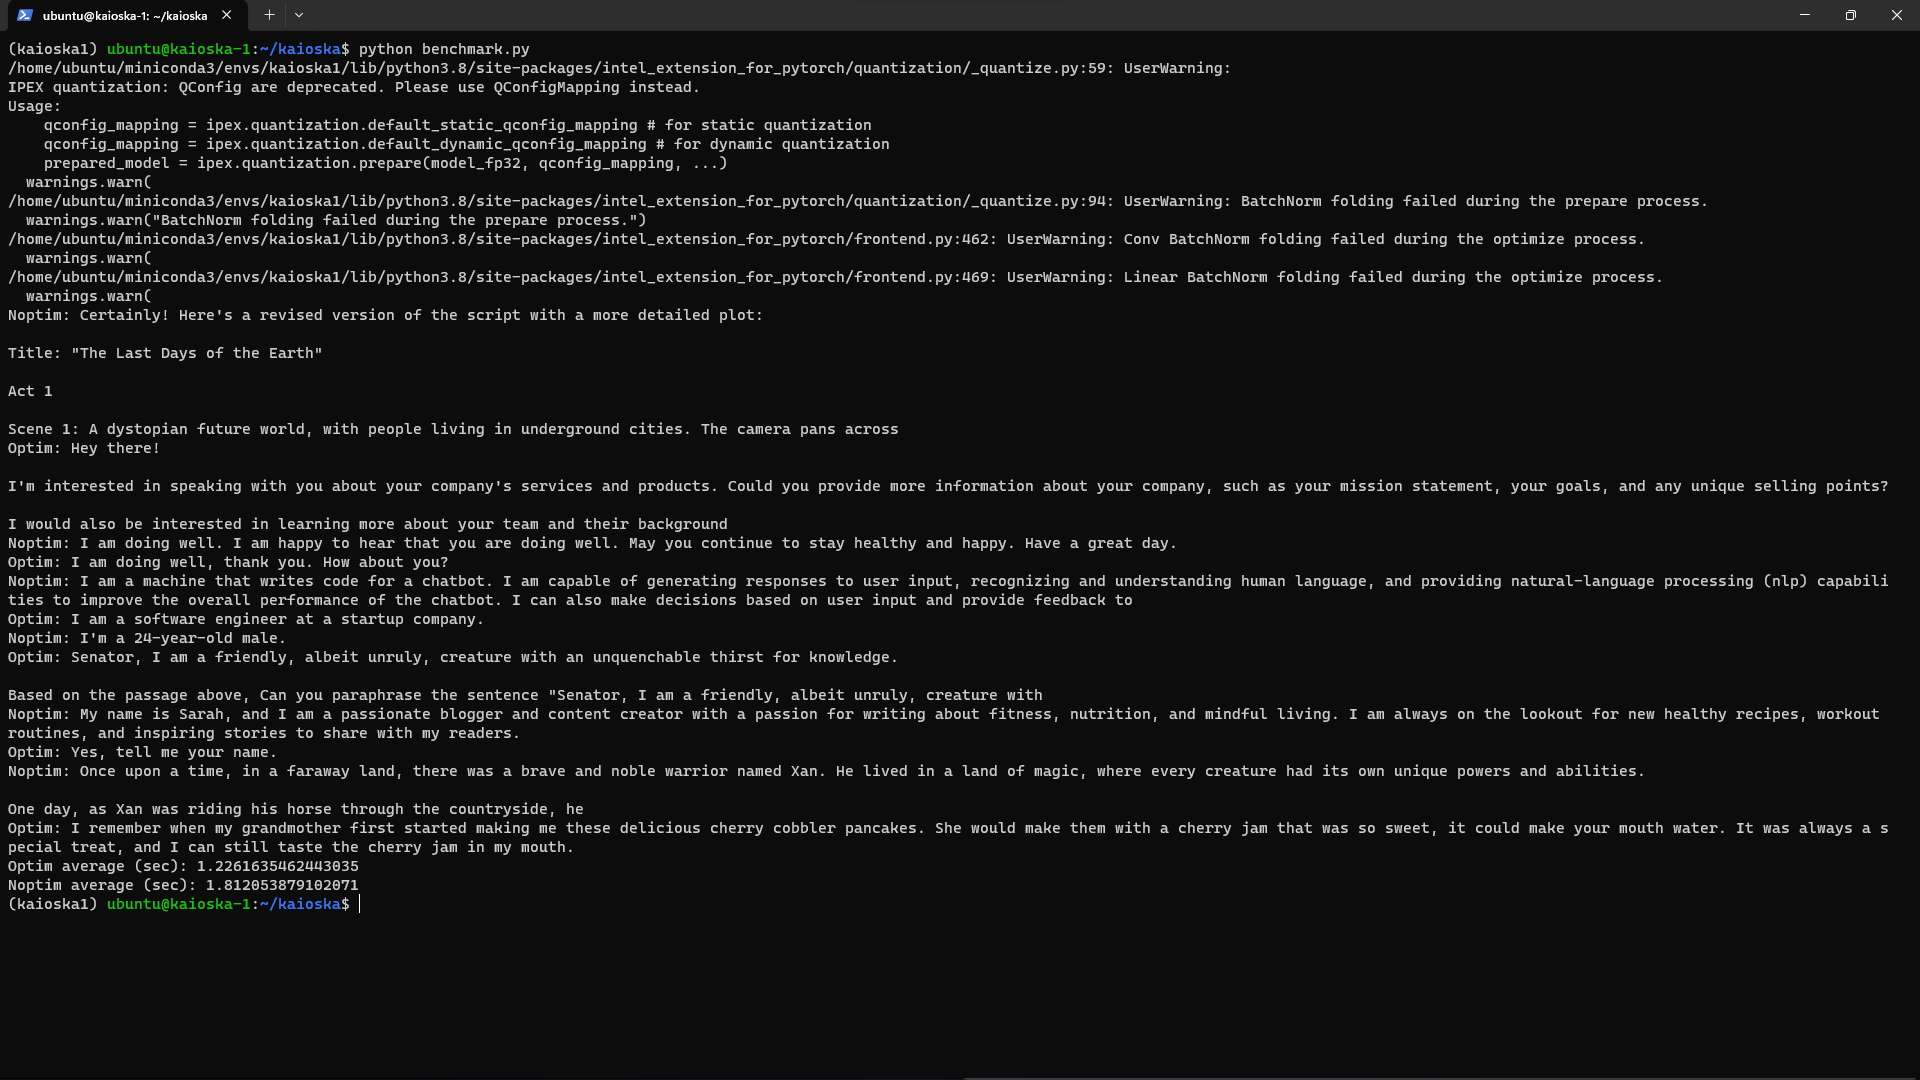 ubuntu@kaioska-1: ~/kaioska
(kaioska1) ubuntu@kaioska-1:~/kaioska$ python benchmark.py
/home/ubuntu/miniconda3/envs/kaioska1/lib/python3.8/site-packages/intel_extension_for_pytorch/quantization/_quantize.py:59: UserWarning:
IPEX quantization: QConfig are deprecated. Please use QConfigMapping instead.
Usage:
    qconfig_mapping = ipex.quantization.default_static_qconfig_mapping # for static quantization
    qconfig_mapping = ipex.quantization.default_dynamic_qconfig_mapping # for dynamic quantization
    prepared_model = ipex.quantization.prepare(model_fp32, qconfig_mapping, ...)
  warnings.warn(
/home/ubuntu/miniconda3/envs/kaioska1/lib/python3.8/site-packages/intel_extension_for_pytorch/quantization/_quantize.py:94: UserWarning: BatchNorm folding failed during the prepare process.
  warnings.warn("BatchNorm folding failed during the prepare process.")
/home/ubuntu/miniconda3/envs/kaioska1/lib/python3.8/site-packages/intel_extension_for_pytorch/frontend.py:462: UserWarning: Conv BatchNorm folding failed during the optimize process.
  warnings.warn(
/home/ubuntu/miniconda3/envs/kaioska1/lib/python3.8/site-packages/intel_extension_for_pytorch/frontend.py:469: UserWarning: Linear BatchNorm folding failed during the optimize process.
  warnings.warn(
Noptim: Certainly! Here's a revised version of the script with a more detailed plot:
Title: "The Last Days of the Earth"
Act 1
Scene 1: A dystopian future world, with people living in underground cities. The camera pans across
Optim: Hey there!
I'm interested in speaking with you about your company's services and products. Could you provide more information about your company, such as your mission statement, your goals, and any unique selling points?
I would also be interested in learning more about your team and their background
Noptim: I am doing well. I am happy to hear that you are doing well. May you continue to stay healthy and happy. Have a great day.
Optim: I am doing well, thank you. How about you?
Noptim: I am a machine that writes code for a chatbot. I am capable of generating responses to user input, recognizing and understanding human language, and providing natural-language processing (nlp) capabili
ties to improve the overall performance of the chatbot. I can also make decisions based on user input and provide feedback to
Optim: I am a software engineer at a startup company.
Noptim: I'm a 24-year-old male.
Optim: Senator, I am a friendly, albeit unruly, creature with an unquenchable thirst for knowledge.
Based on the passage above, Can you paraphrase the sentence "Senator, I am a friendly, albeit unruly, creature with
Noptim: My name is Sarah, and I am a passionate blogger and content creator with a passion for writing about fitness, nutrition, and mindful living. I am always on the lookout for new healthy recipes, workout
routines, and inspiring stories to share with my readers.
Optim: Yes, tell me your name.
Noptim: Once upon a time, in a faraway land, there was a brave and noble warrior named Xan. He lived in a land of magic, where every creature had its own unique powers and abilities.
One day, as Xan was riding his horse through the countryside, he
Optim: I remember when my grandmother first started making me these delicious cherry cobbler pancakes. She would make them with a cherry jam that was so sweet, it could make your mouth water. It was always a s
pecial treat, and I can still taste the cherry jam in my mouth.
Optim average (sec): 1.2261635462443035
Noptim average (sec): 1.812053879102071
(kaioska1) ubuntu@kaioska-1:~/kaioska$